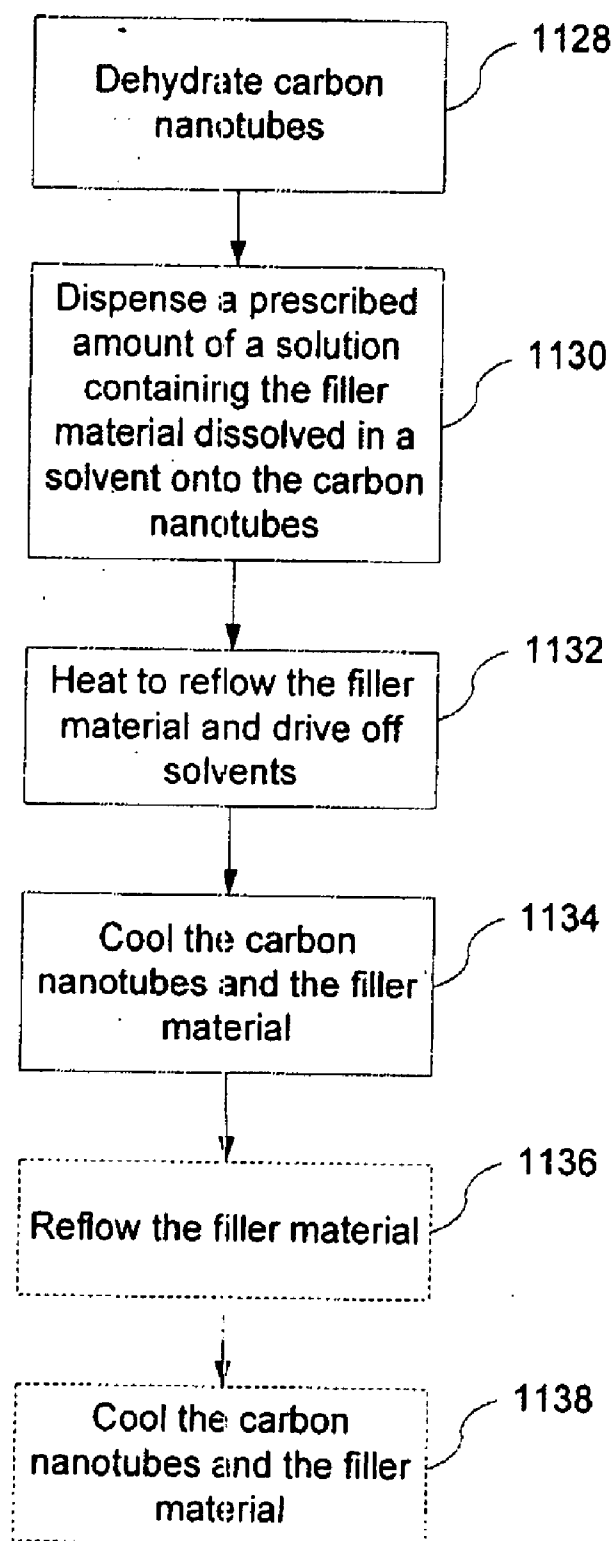 1128
Dehydrate carbon
nanotubes
Dispense a prescribed
amount of a solution
containing the filler
material dissolved in a
solvent onto the carbon
nanotubes
1130
1132
Heat to reflow the filler
material and drive off
solvents
1134
Cool the carbon
nanotubes and the filler
material
1136
Reflow the filler material
1138
Cool the carbon
nanotubes and the filler
material